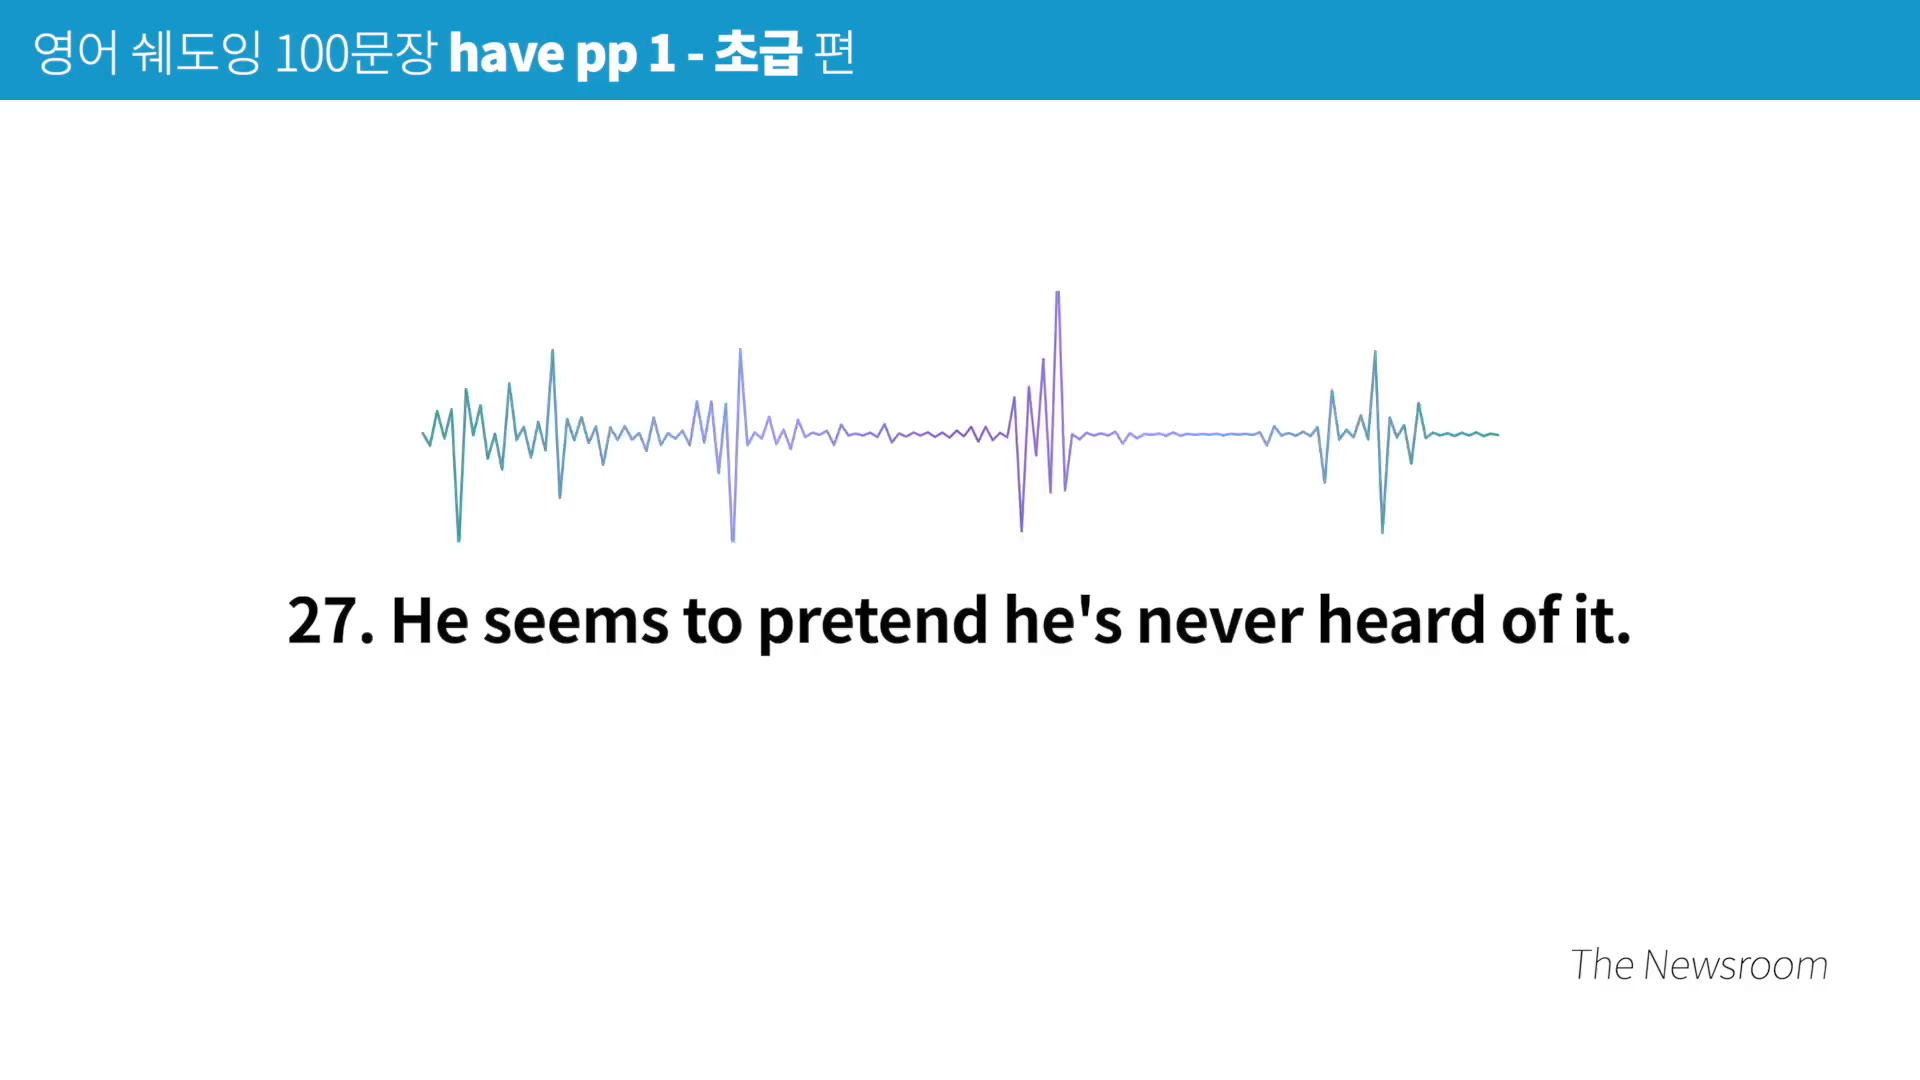 영어 쉐도잉 100문장 have pp 1 - 초급 편
27. He seems to pretend he's never heard of it.
The Newsroom